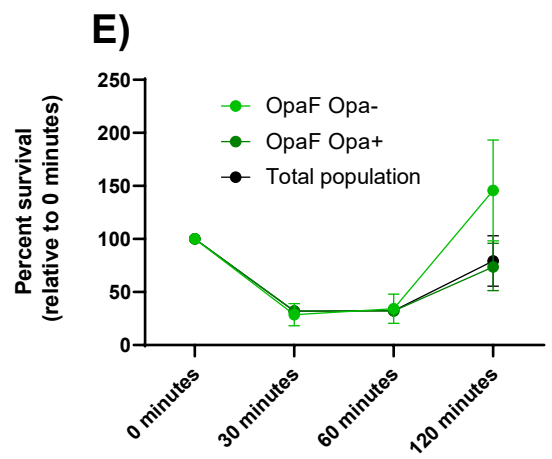 E)
Percent survival
(relative to 0 minutes)
250
200
150
100
50
0
OpaF Opa-
OpaF Opa+
Total population
0 minutes
30 minutes
60 minutes
120 minutes